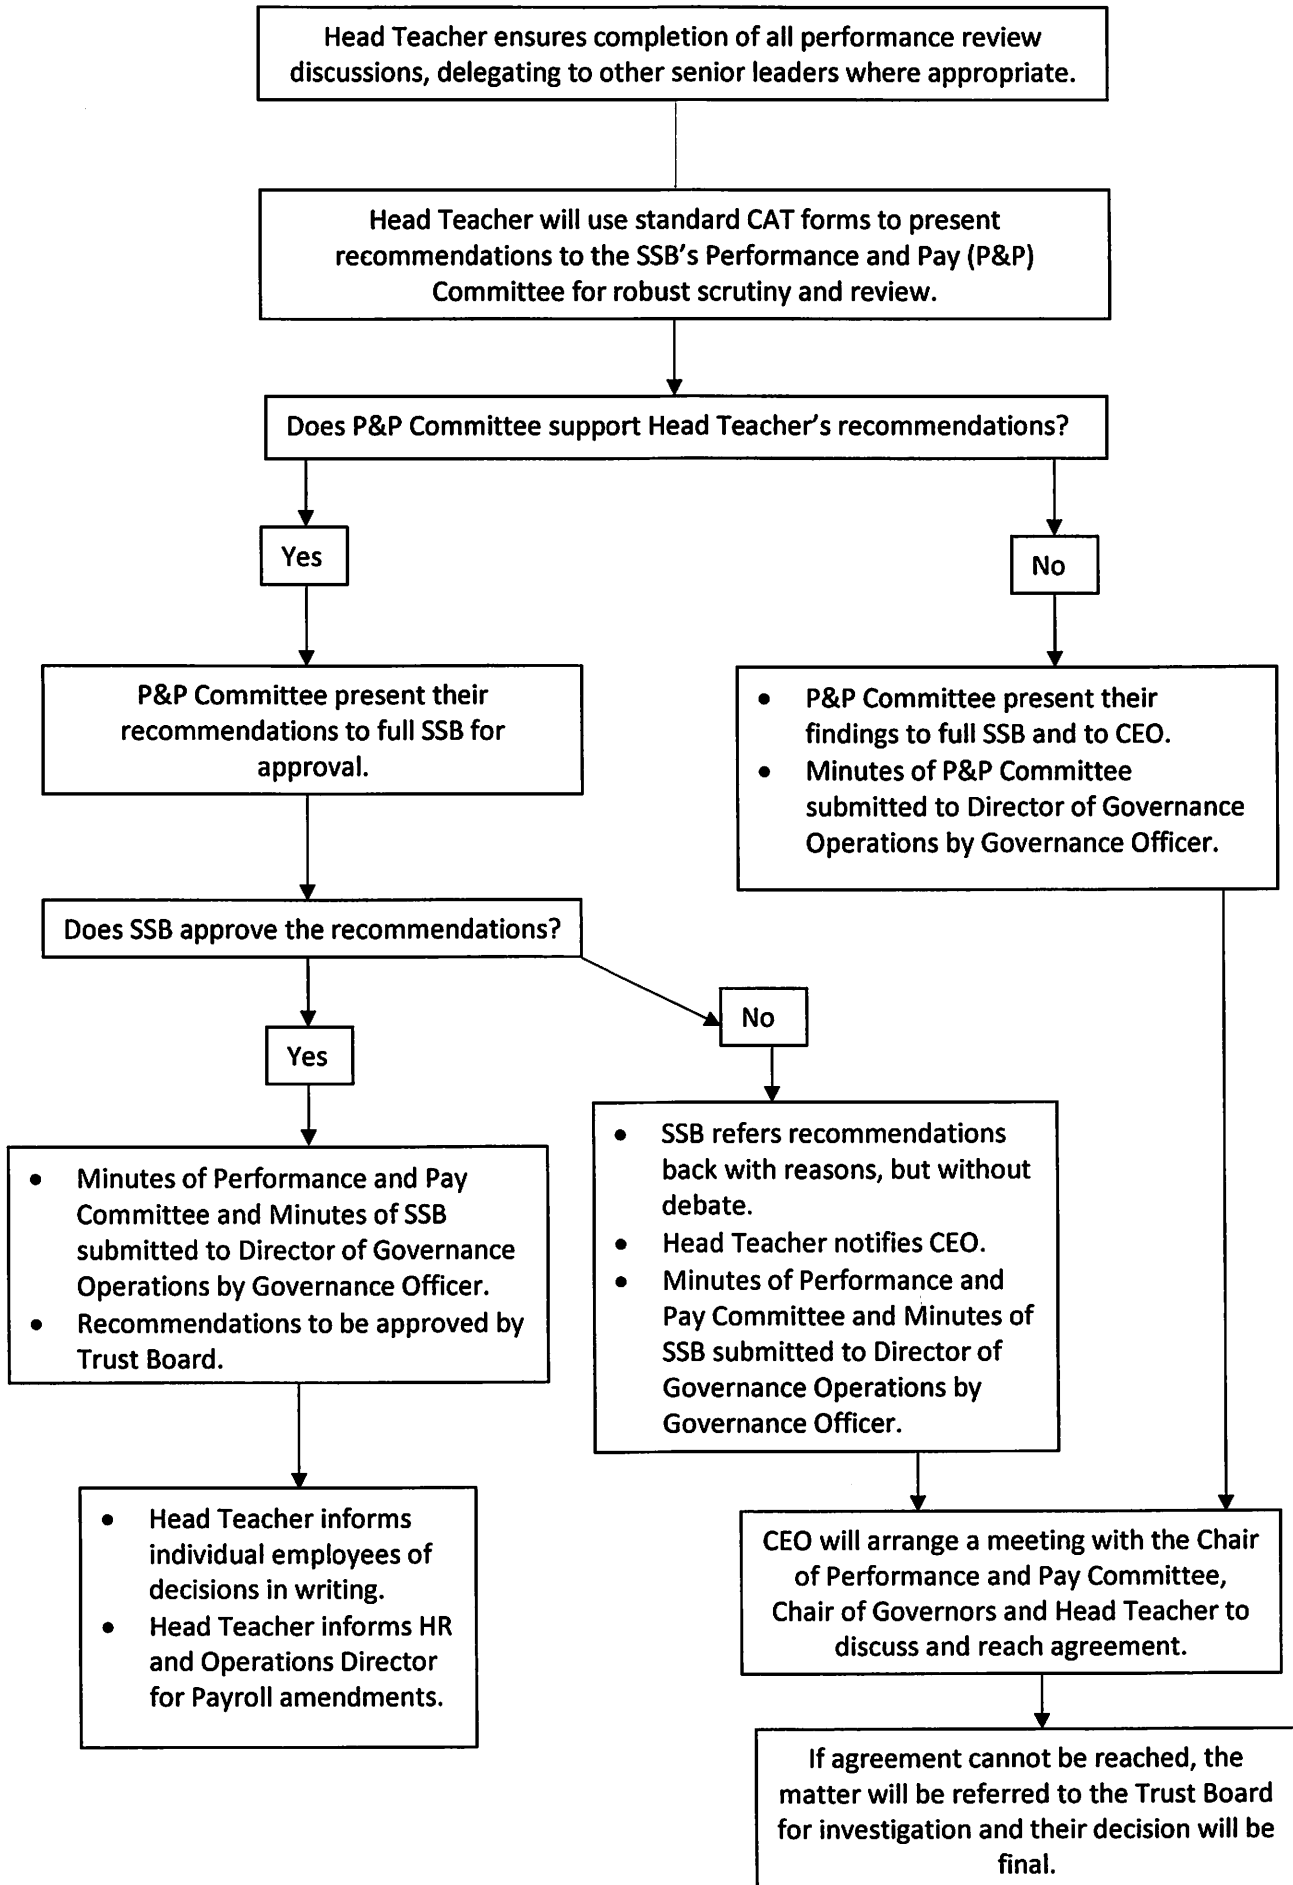 Head Teacher ensures completion of all performance review
discussions, delegating to other senior leaders where appropriate.
Head Teacher will use standard CAT forms to present
recommendations to the SSB's Performance and Pay (P&P)
Committee for robust scrutiny and review.
Does P&P Committee support Head Teacher's recommendations?
Yes
No
P&P Committee present their
recommendations to full SSB for
approval.
• P&P Committee present their
findings to full SSB and to CEO.
• Minutes of P&P Committee
submitted to Director of Governance
Operations by Governance Officer.
Does SSB approve the recommendations?
Yes
No
• Minutes of Performance and Pay
Committee and Minutes of SSB
submitted to Director of Governance
Operations by Governance Officer.
• Recommendations to be approved by
Trust Board.
• SSB refers recommendations
back with reasons, but without
debate.
• Head Teacher notifies CEO.
• Minutes of Performance and
Pay Committee and Minutes of
SSB submitted to Director of
Governance Operations by
Governance Officer.
• Head Teacher informs
individual employees of
decisions in writing.
• Head Teacher informs HR
and Operations Director
for Payroll amendments.
CEO will arrange a meeting with the Chair
of Performance and Pay Committee,
Chair of Governors and Head Teacher to
discuss and reach agreement.
If agreement cannot be reached, the
matter will be referred to the Trust Board
for investigation and their decision will be
final.